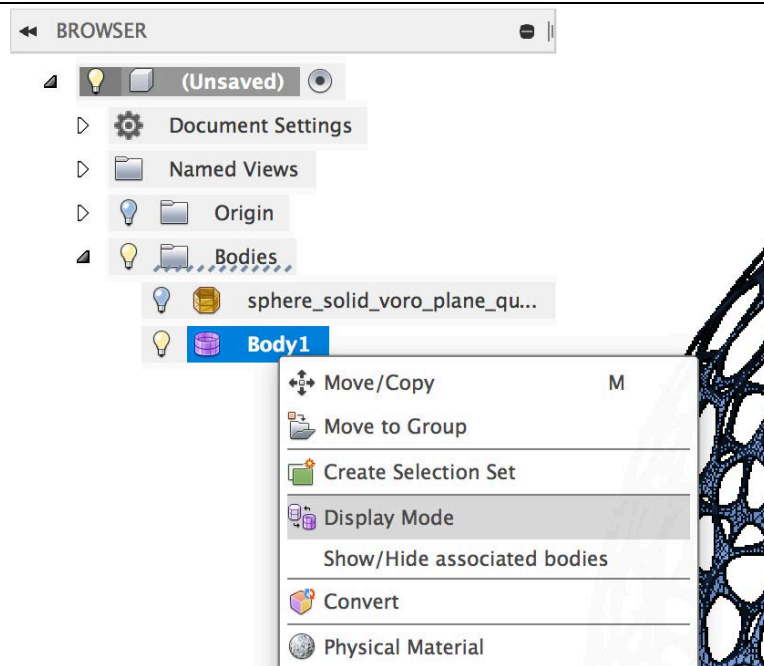 BROWSER
(Unsaved)
Document Settings
Named Views
Origin
Bodies
sphere_solid_voro_plane_qu...
Body1
Move/Copy M
Move to Group
Create Selection Set
Display Mode
Show/Hide associated bodies
Convert
Physical Material